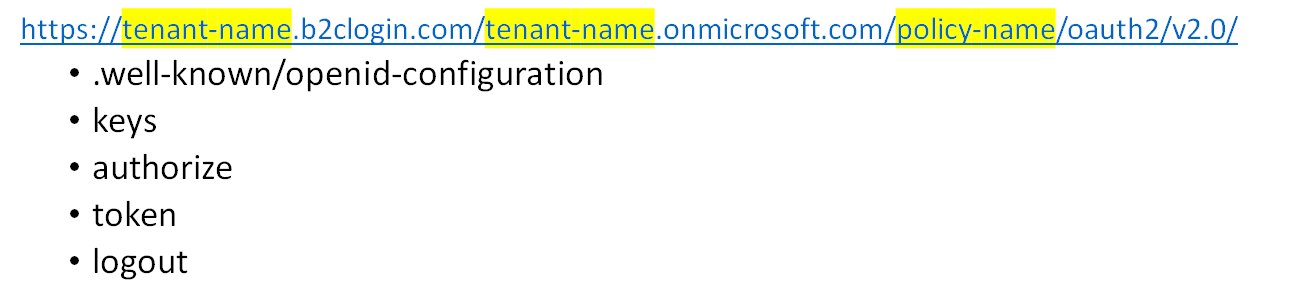 https://tenant-name.b2clogin.com/tenant-name.onmicrosoft.com/policy-name/oauth2/v2.0/
• .well-known/openid-configuration
• keys
• authorize
• token
• logout